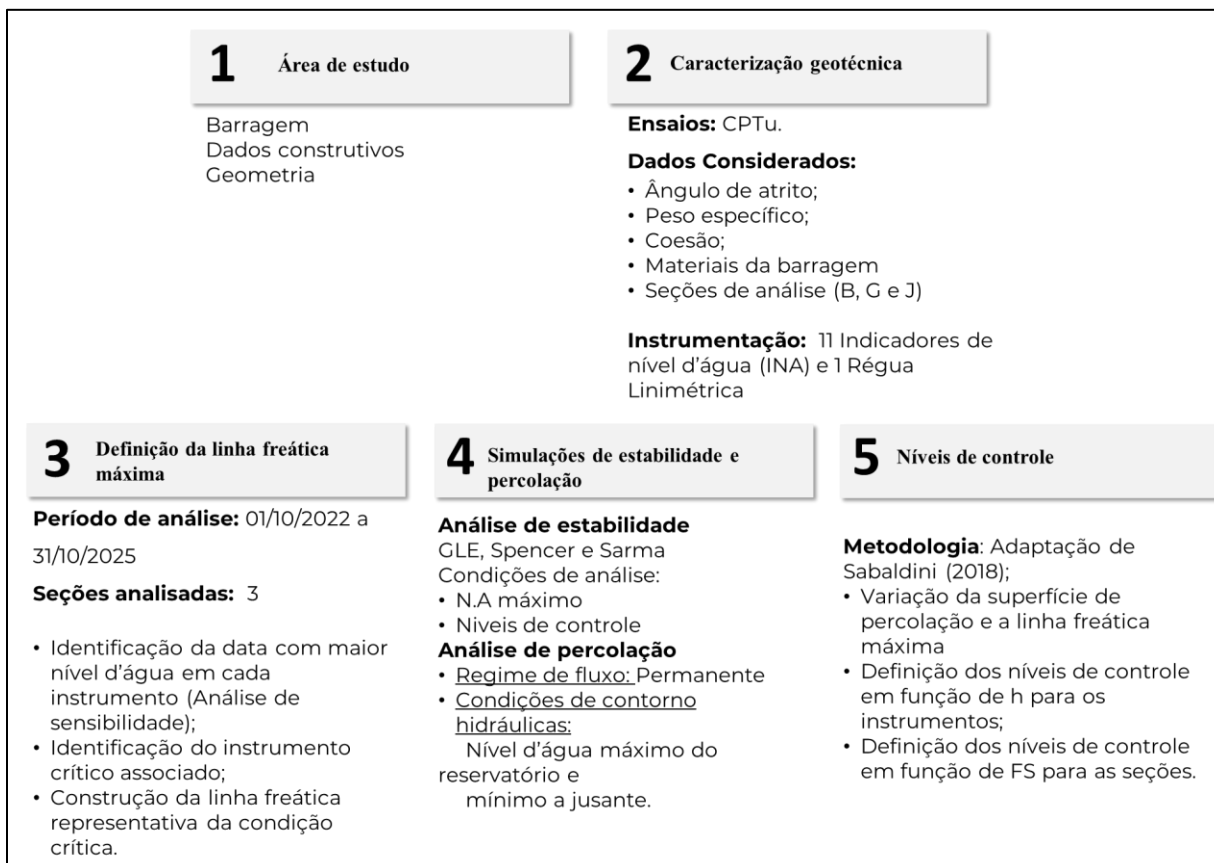 1 Área de estudo
Barragem
Dados construtivos
Geometria
2 Caracterização geotécnica
Ensaios: CPTu.
Dados Considerados:
• Ângulo de atrito;
• Peso específico;
• Coesão;
• Materiais da barragem
• Seções de análise (B, G e J)
Instrumentação: 11 Indicadores de
nível d'água (INA) e 1 Régua
Linimétrica
3 Definição da linha freática
máxima
Período de análise: 01/10/2022 a
31/10/2025
Seções analisadas: 3
• Identificação da data com maior
nível d'água em cada
instrumento (Análise de
sensibilidade);
• Identificação do instrumento
crítico associado;
• Construção da linha freática
representativa da condição
crítica.
4 Simulações de estabilidade e
percolação
Análise de estabilidade
GLE, Spencer e Sarma
Condições de análise:
• N.A máximo
• Niveis de controle
Análise de percolação
• Regime de fluxo: Permanente
• Condições de contorno
hidráulicas:
Nível d'água máximo do
reservatório e
mínimo a jusante.
5 Níveis de controle
Metodologia: Adaptação de
Sabaldini (2018);
• Variação da superfície de
percolação e a linha freática
máxima
• Definição dos níveis de controle
em função de h para os
instrumentos;
• Definição dos níveis de controle
em função de FS para as seções.